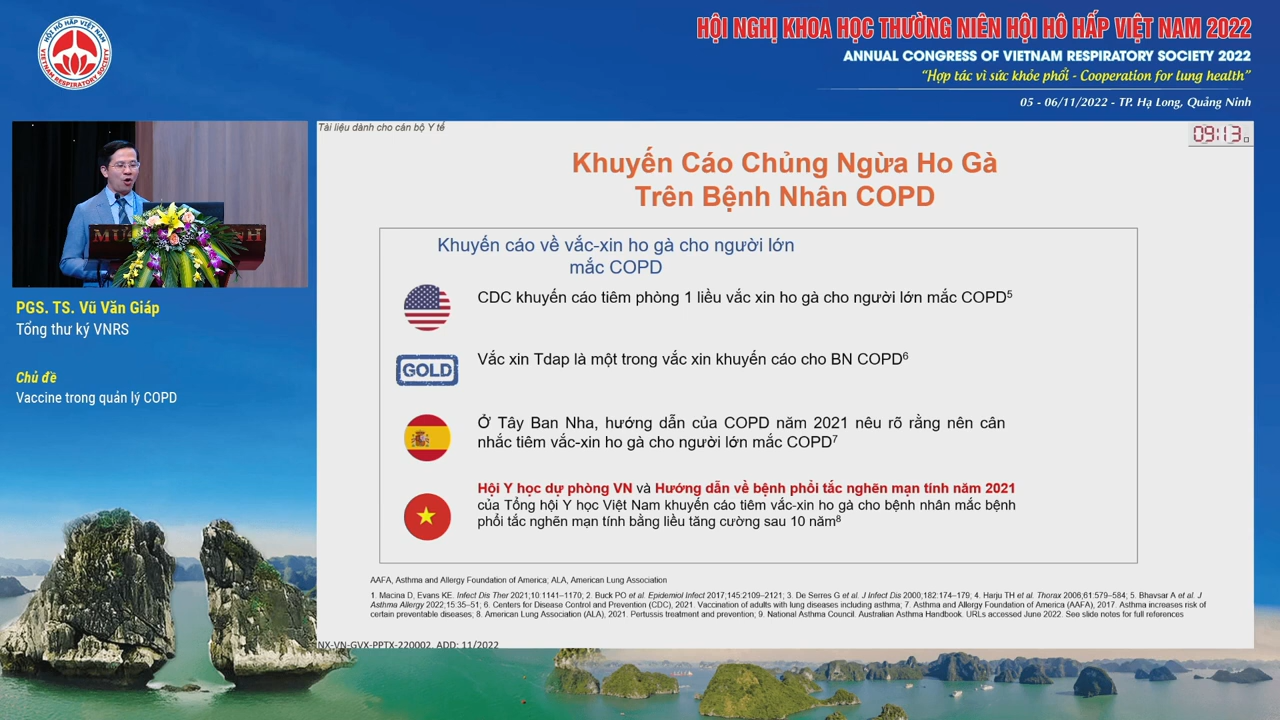 HỘI HÔ HẤP VIỆT NAM
VIETNAM RESPIRATORY SOCIETY
HỘI NGHỊ KHOA HỌC THƯỜNG NIÊN HỘI HÔ HẤP VIỆT NAM 2022
ANNUAL CONGRESS OF VIETNAM RESPIRATORY SOCIETY 2022
“Hợp tác vì sức khỏe phổi - Cooperation for lung health”
05 - 06/11/2022 - TP. Hạ Long, Quảng Ninh
PGS. TS. Vũ Văn Giáp
Tổng thư ký VNRS
Chủ đề
Vaccine trong quản lý COPD
Tài liệu dành cho cán bộ Y tế
09:13
Khuyến Cáo Chủng Ngừa Ho Gà
Trên Bệnh Nhân COPD
Khuyến cáo về vắc-xin ho gà cho người lớn
mắc COPD
CDC khuyến cáo tiêm phòng 1 liều vắc xin ho gà cho người lớn mắc COPD⁵
GOLD
Vắc xin Tdap là một trong vắc xin khuyến cáo cho BN COPD⁶
Ở Tây Ban Nha, hướng dẫn của COPD năm 2021 nêu rõ rằng nên cân
nhắc tiêm vắc-xin ho gà cho người lớn mắc COPD⁷
Hội Y học dự phòng VN và Hướng dẫn về bệnh phổi tắc nghẽn mạn tính năm 2021
của Tổng hội Y học Việt Nam khuyến cáo tiêm vắc-xin ho gà cho bệnh nhân mắc bệnh
phổi tắc nghẽn mạn tính bằng liều tăng cường sau 10 năm⁸
AAFA, Asthma and Allergy Foundation of America; ALA, American Lung Association
1. Macina D, Evans KE. Infect Dis Ther 2021;10:1141–1170; 2. Buck PO et al. Epidemiol Infect 2017;145:2109–2121; 3. De Serres G et al. J Infect Dis 2000;182:174–179; 4. Harju TH et al. Thorax 2006;61:579–584; 5. Bhavsar A et al. J
Asthma Allergy 2022;15:35–51; 6. Centers for Disease Control and Prevention (CDC), 2021. Vaccination of adults with lung diseases including asthma; 7. Asthma and Allergy Foundation of America (AAFA), 2017. Asthma increases risk of
certain preventable diseases; 8. American Lung Association (ALA), 2021. Pertussis treatment and prevention; 9. National Asthma Council. Australian Asthma Handbook. URLs accessed June 2022. See slide notes for full references
NX-VN-GVX-PPTX-220002, ADD: 11/2022